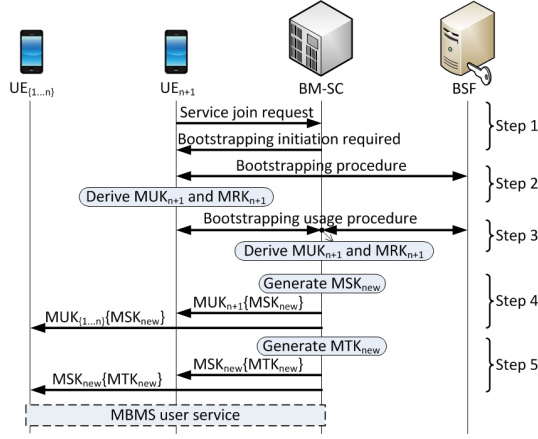 UE{1...n} UEn+1 BM-SC BSF
Service join request
Step 1
Bootstrapping initiation required
Bootstrapping procedure
Step 2
Derive MUKn+1 and MRKn+1
Bootstrapping usage procedure
Step 3
Derive MUKn+1 and MRKn+1
Generate MSKnew
Step 4
MUKn+1{MSKnew}
MUK{1...n}{MSKnew}
Generate MTKnew
Step 5
MSKnew{MTKnew}
MSKnew{MTKnew}
MBMS user service